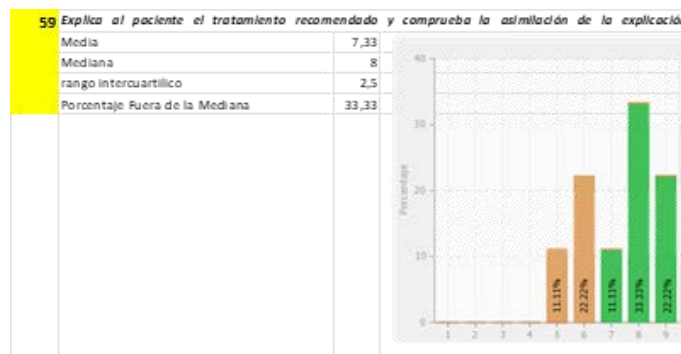 59 Explica al paciente el tratamiento recomendado y comprueba la asimilación de la explicación
Media 7,33
Mediana 8
rango intercuartílico 2,5
Porcentaje Fuera de la Mediana 33,33
40
30
20
10
0
Porcentaje
11.11% 22.22% 11.11% 33.33% 22.22%
1 2 3 4 5 6 7 8 9